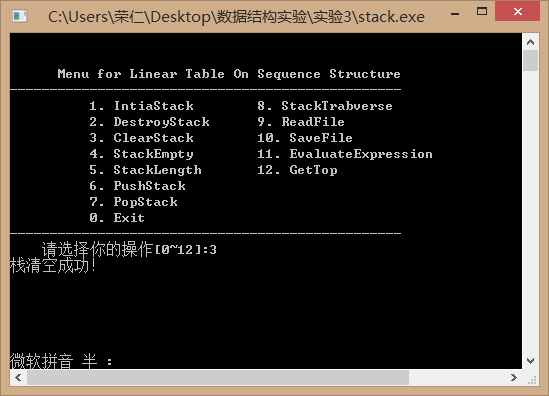 C:\Users\荣仁\Desktop\数据结构实验\实验3\stack.exe
Menu for Linear Table On Sequence Structure
-------------------------------------------------
1. IntiaStack 8. StackTrabverse
2. DestroyStack 9. ReadFile
3. ClearStack 10. SaveFile
4. StackEmpty 11. EvaluateExpression
5. StackLength 12. GetTop
6. PushStack
7. PopStack
0. Exit
-------------------------------------------------
请选择你的操作[0~12]:3
栈清空成功!
微软拼音 半 :